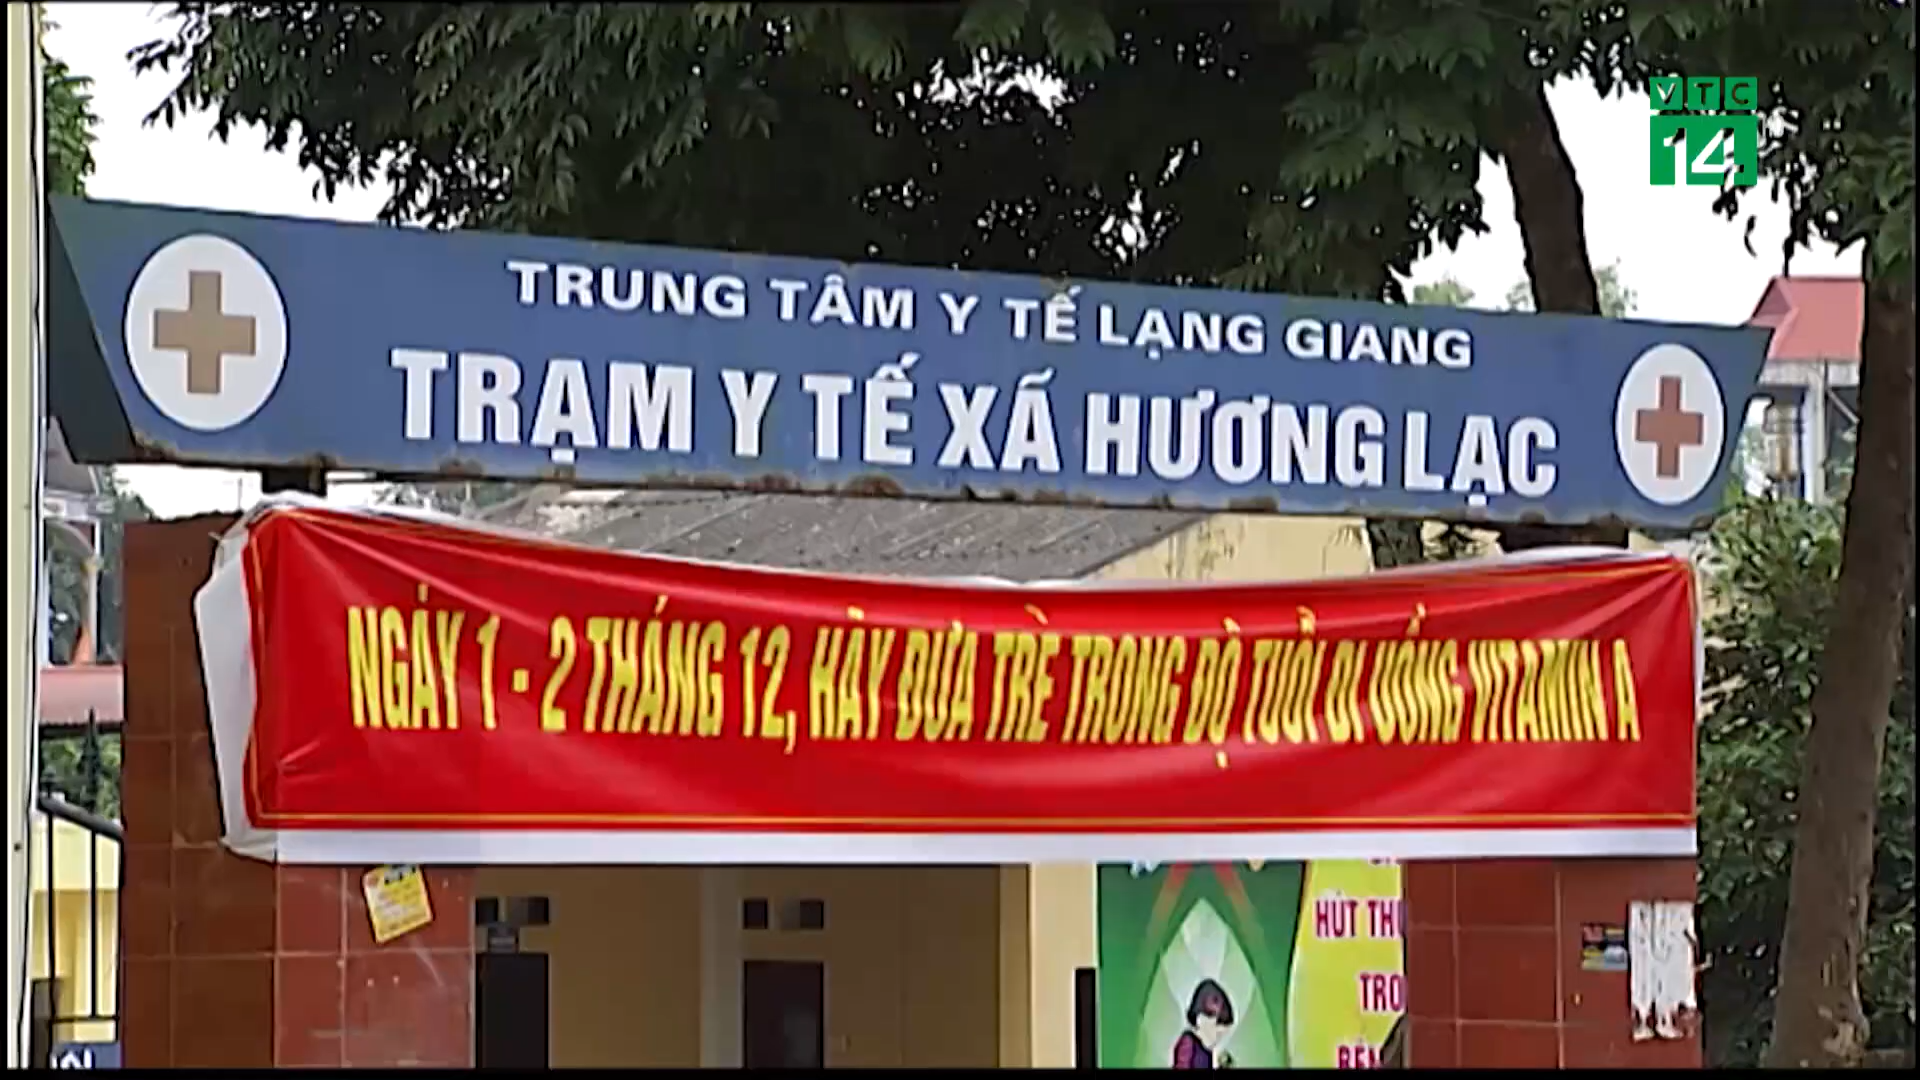 VTC
14
TRUNG TÂM Y TẾ LẠNG GIANG
TRẠM Y TẾ XÃ HƯƠNG LẠC
NGÀY 1 - 2 THÁNG 12, HÃY ĐƯA TRẺ TRONG ĐỘ TUỔI ĐI UỐNG VITAMIN A
HÚT THU
TRO
BỆN